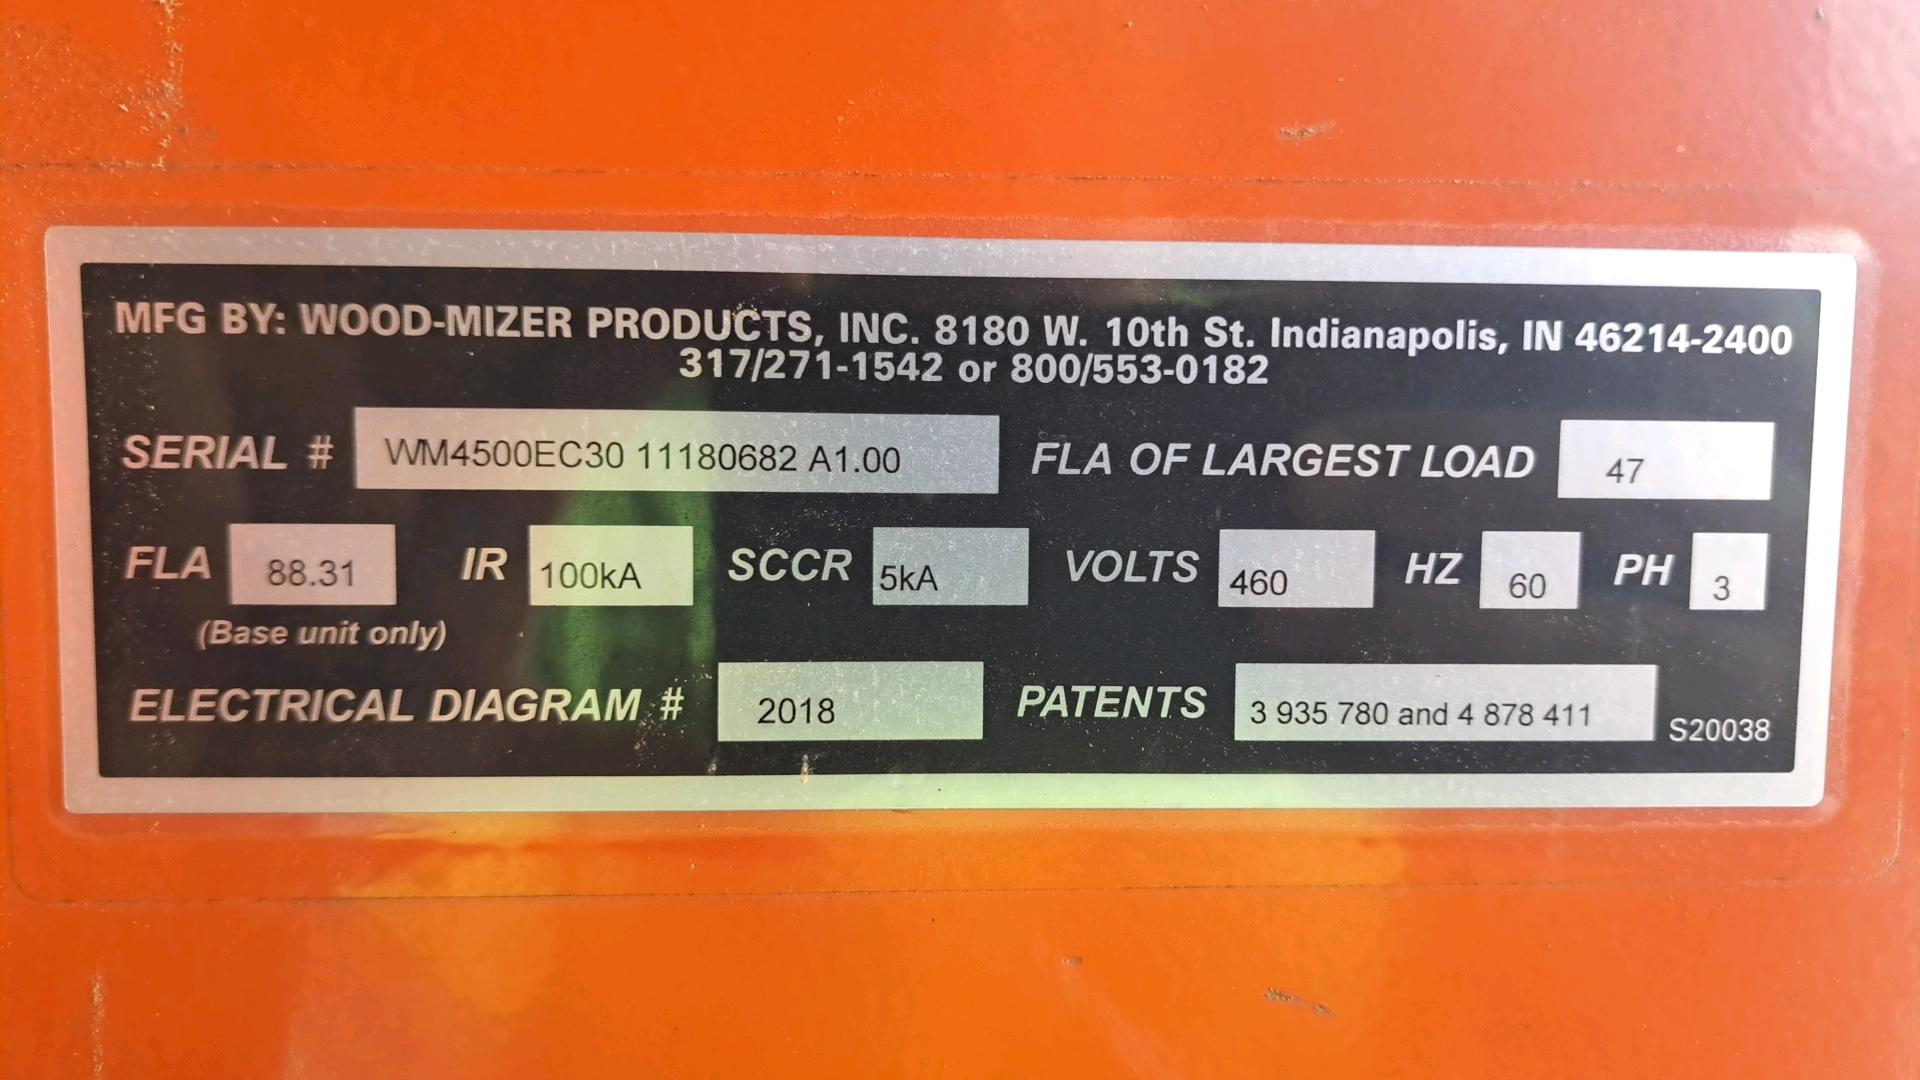 MFG BY: WOOD-MIZER PRODUCTS, INC. 8180 W. 10th St. Indianapolis, IN 46214-2400
317/271-1542 or 800/553-0182
SERIAL # WM4500EC30 11180682 A1.00 FLA OF LARGEST LOAD 47
FLA 88.31 IR 100kA SCCR 5kA VOLTS 460 HZ 60 PH 3
(Base unit only)
ELECTRICAL DIAGRAM # 2018 PATENTS 3 935 780 and 4 878 411 S20038